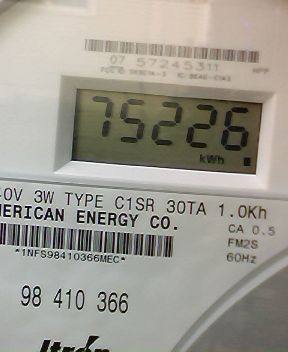 07 57245311
75226
kWh
0V 3W TYPE C1SR 30TA 1.0Kh
MERICAN ENERGY CO.
CA 0.5
FM2S
60Hz
*1NFS98410366MEC*
98 410 366
Itrón